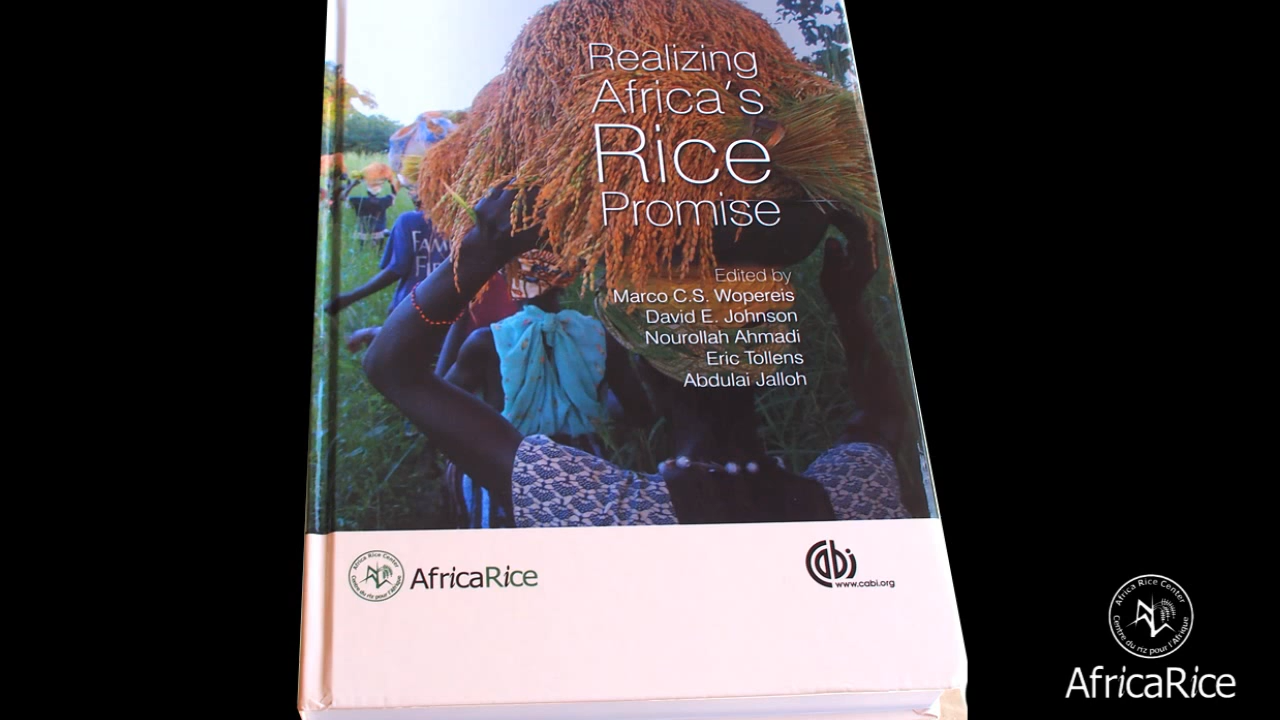 Realizing
Africa's
Rice
Promise
Edited by
Marco C.S. Wopereis
David E. Johnson
Nourollah Ahmadi
Eric Tollens
Abdulai Jalloh
FAM
FI
Africa Rice Center
Centre du riz pour l'Afrique
AfricaRice
Cabi
www.cabi.org
Africa Rice Center
Centre du riz pour l'Afrique
AfricaRice